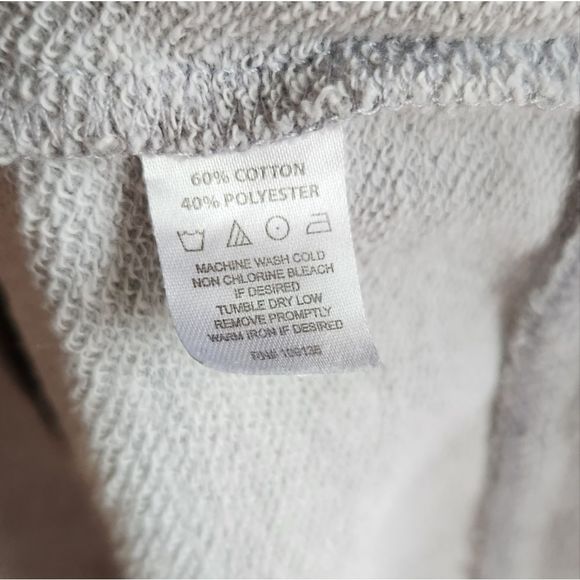 60% COTTON
40% POLYESTER
MACHINE WASH COLD
NON CHLORINE BLEACH
IF DESIRED
TUMBLE DRY LOW
REMOVE PROMPTLY
WARM IRON IF DESIRED
RN#